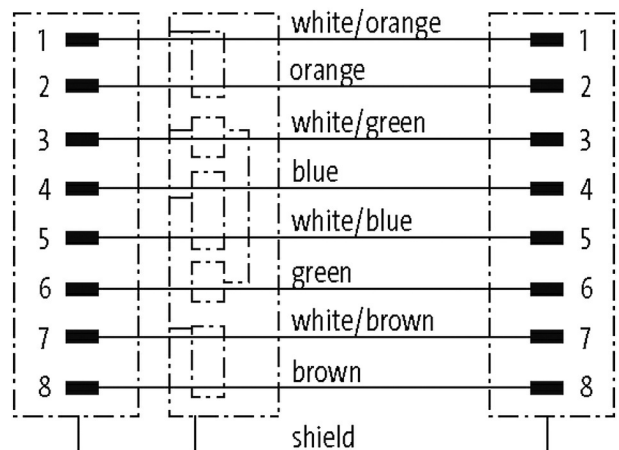 1 white/orange 1
2 orange 2
3 white/green 3
4 blue 4
5 white/blue 5
6 green 6
7 white/brown 7
8 brown 8
shield